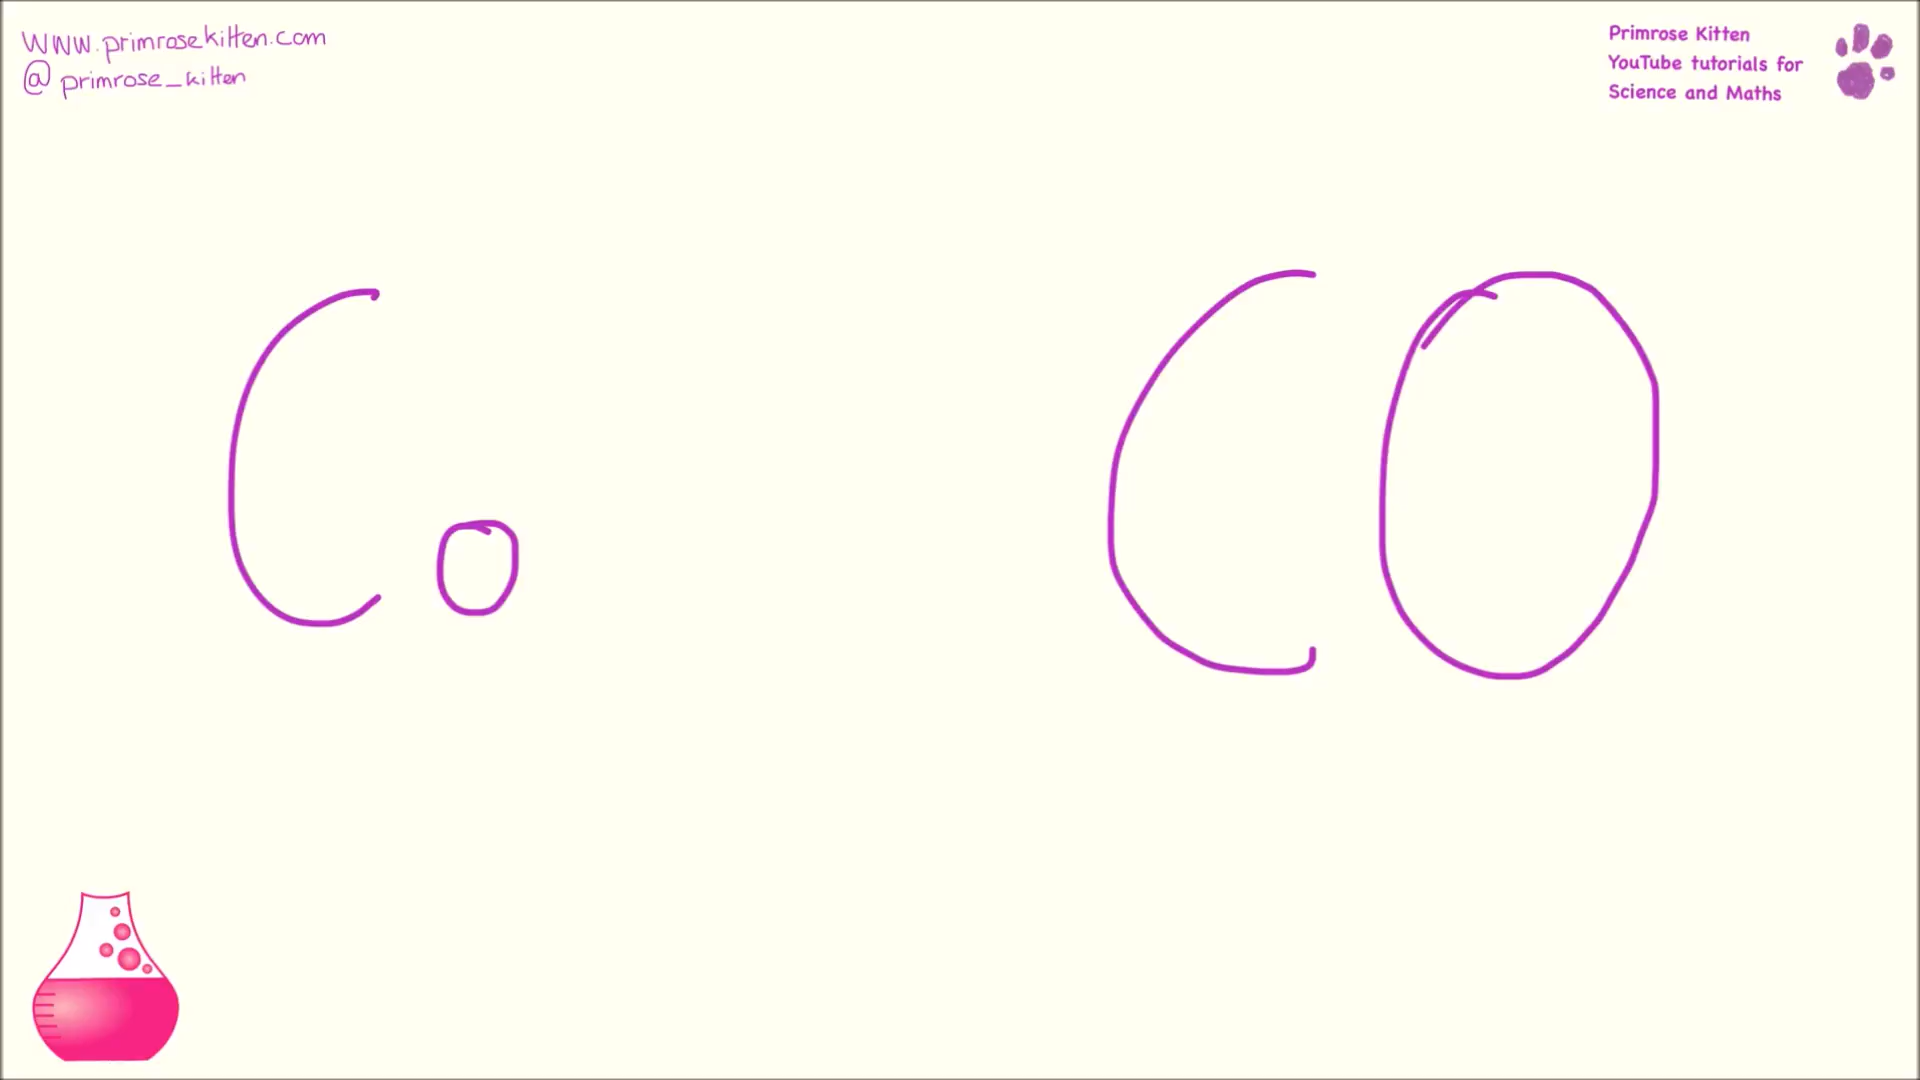 www.primrosekitten.com
@primrose_kitten
Primrose Kitten
YouTube tutorials for
Science and Maths
Co
CO